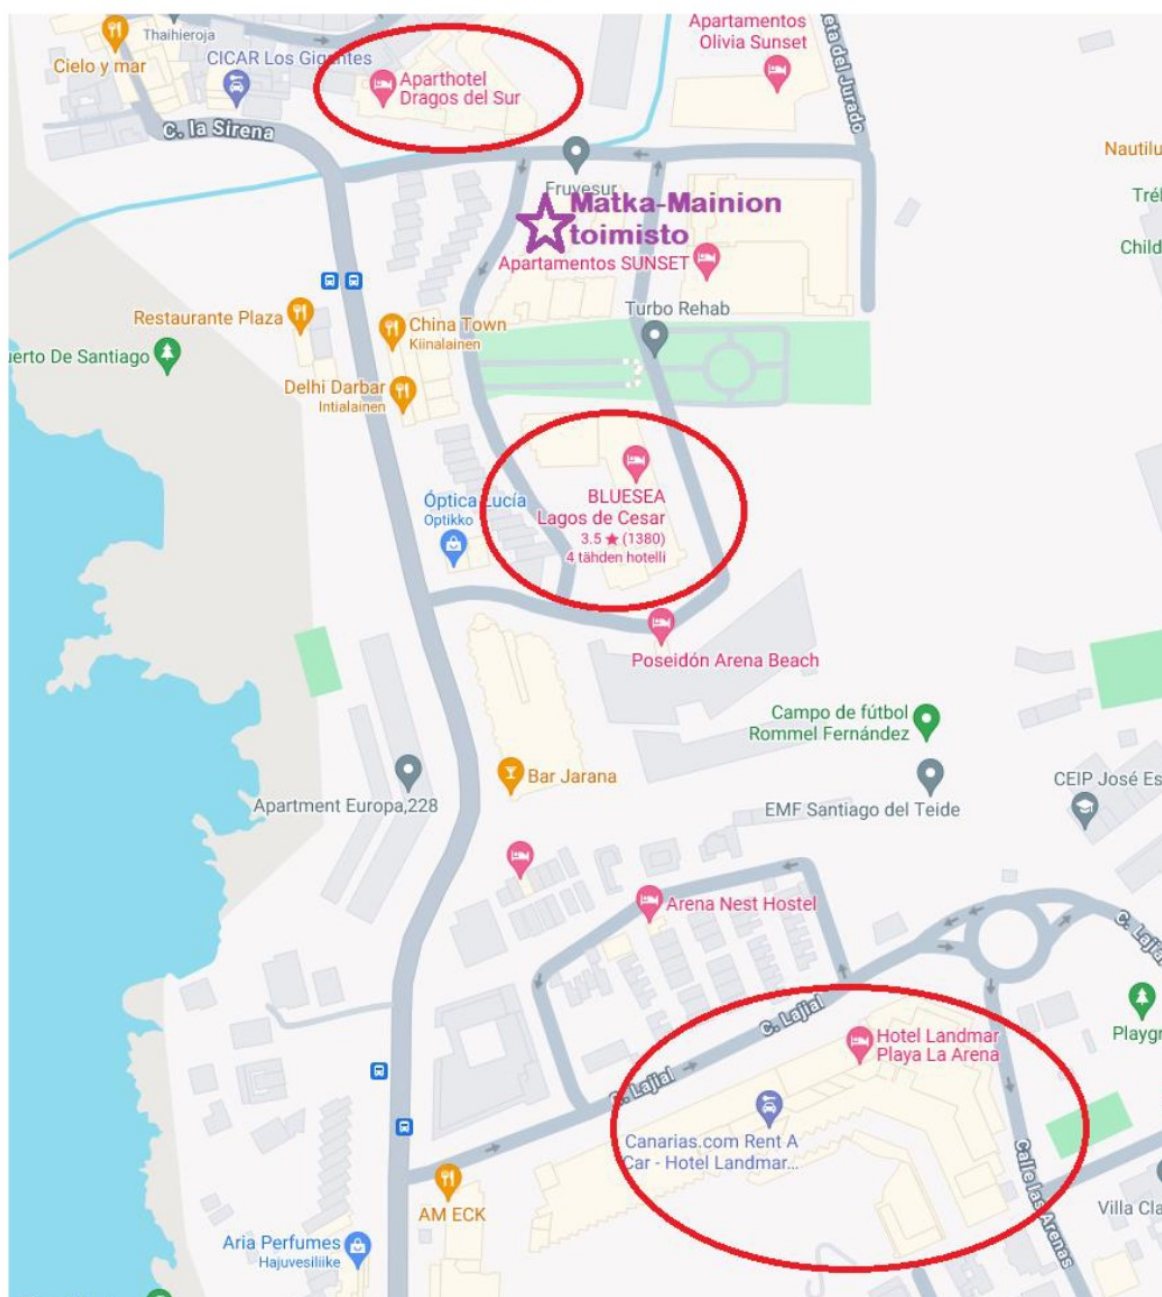 Thaihieroja
Cielo y mar
CICAR Los Gigantes
Aparthotel
Dragos del Sur
Apartamentos
Olivia Sunset
eta del Jurado
C. la Sirena
Fruvesur
Nautilu
Trél
Child
Matka-Mainion
toimisto
Apartamentos SUNSET
Turbo Rehab
Restaurante Plaza
China Town
Kiinalainen
uerto De Santiago
Delhi Darbar
Intialainen
Óptica Lucía
Optikko
BLUESEA
Lagos de Cesar
3.5 ★ (1380)
4 tähden hotelli
Poseidón Arena Beach
Campo de fútbol
Rommel Fernández
Bar Jarana
Apartment Europa,228
EMF Santiago del Teide
CEIP José Es
Arena Nest Hostel
C. Lajial
C. Lajial
C. Lajial
Hotel Landmar
Playa La Arena
Playgr
Canarias.com Rent A
Car - Hotel Landmar...
Calle las Arenas
AM ECK
Villa Cla
Aria Perfumes
Hajuvesiliike